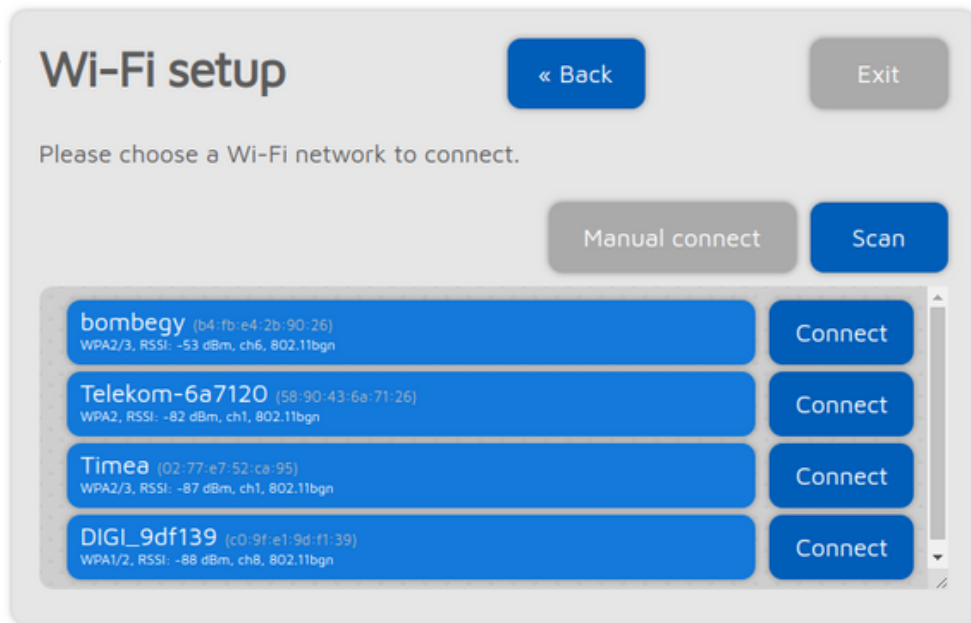 Wi-Fi setup
« Back
Exit
Please choose a Wi-Fi network to connect.
Manual connect
Scan
bombegy (b4:fb:e4:2b:90:26)
WPA2/3, RSSI: -53 dBm, ch6, 802.11bgn
Connect
Telekom-6a7120 (58:90:43:6a:71:26)
WPA2, RSSI: -82 dBm, ch1, 802.11bgn
Connect
Timea (02:77:e7:52:ca:95)
WPA2/3, RSSI: -87 dBm, ch1, 802.11bgn
Connect
DIGI_9df139 (c0:9f:e1:9d:f1:39)
WPA1/2, RSSI: -88 dBm, ch8, 802.11bgn
Connect